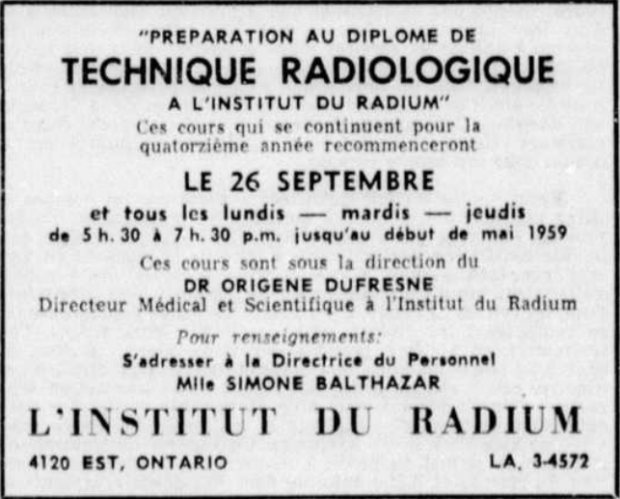 "PREPARATION AU DIPLOME DE
TECHNIQUE RADIOLOGIQUE
A L'INSTITUT DU RADIUM"
Ces cours qui se continuent pour la
quatorzième année recommenceront
LE 26 SEPTEMBRE
et tous les lundis — mardis — jeudis
de 5 h. 30 à 7 h. 30 p.m. jusqu'au début de mai 1959
Ces cours sont sous la direction du
DR ORIGENE DUFRESNE
Directeur Médical et Scientifique à l'Institut du Radium
Pour renseignements:
S'adresser à la Directrice du Personnel
Mlle SIMONE BALTHAZAR
L'INSTITUT DU RADIUM
4120 EST, ONTARIO LA. 3-4572